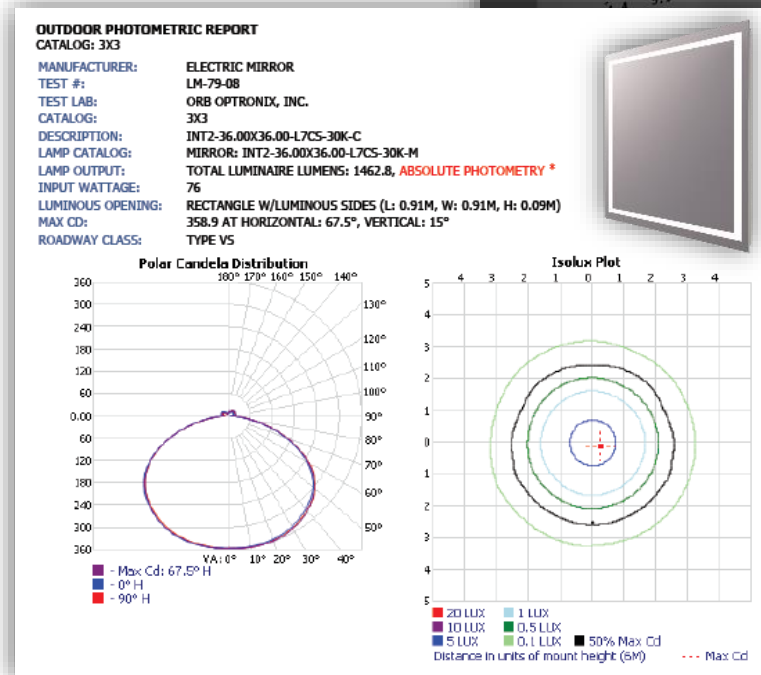 OUTDOOR PHOTOMETRIC REPORT
CATALOG: 3X3
MANUFACTURER: ELECTRIC MIRROR
TEST #: LM-79-08
TEST LAB: ORB OPTRONIX, INC.
CATALOG: 3X3
DESCRIPTION: INT2-36.00X36.00-L7CS-30K-C
LAMP CATALOG: MIRROR: INT2-36.00X36.00-L7CS-30K-M
LAMP OUTPUT: TOTAL LUMINAIRE LUMENS: 1462.8, ABSOLUTE PHOTOMETRY *
INPUT WATTAGE: 76
LUMINOUS OPENING: RECTANGLE W/LUMINOUS SIDES (L: 0.91M, W: 0.91M, H: 0.09M)
MAX CD: 358.9 AT HORIZONTAL: 67.5°, VERTICAL: 15°
ROADWAY CLASS: TYPE VS
Polar Candela Distribution
180° 170° 160° 150° 140°
360
300
240
180
120
60
0.00
60
120
180
240
300
360
130°
120°
110°
100°
90°
80°
70°
60°
50°
VA: 0° 10° 20° 30° 40°
- Max Cd: 67.5° H
- 0° H
- 90° H
Isolux Plot
4 3 2 1 0 1 2 3 4
5
4
3
2
1
0
1
2
3
4
5
20 LUX 1 LUX
10 LUX 0.5 LUX
5 LUX 0.1 LUX 50% Max Cd
Distance in units of mount height (6M) --- Max Cd